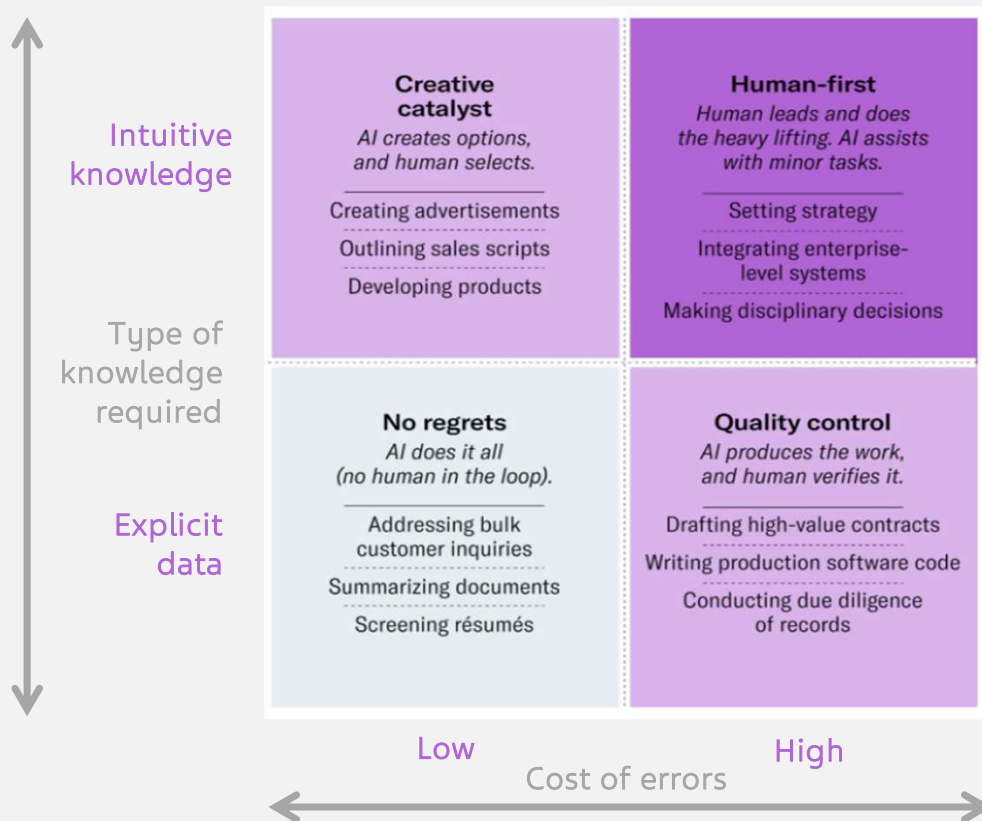 Intuitive
knowledge
Type of
knowledge
required
Explicit
data
Creative
catalyst
AI creates options,
and human selects.
Creating advertisements
Outlining sales scripts
Developing products
Human-first
Human leads and does
the heavy lifting. AI assists
with minor tasks.
Setting strategy
Integrating enterprise-
level systems
Making disciplinary decisions
No regrets
AI does it all
(no human in the loop).
Addressing bulk
customer inquiries
Summarizing documents
Screening résumés
Quality control
AI produces the work,
and human verifies it.
Drafting high-value contracts
Writing production software code
Conducting due diligence
of records
Low
High
Cost of errors